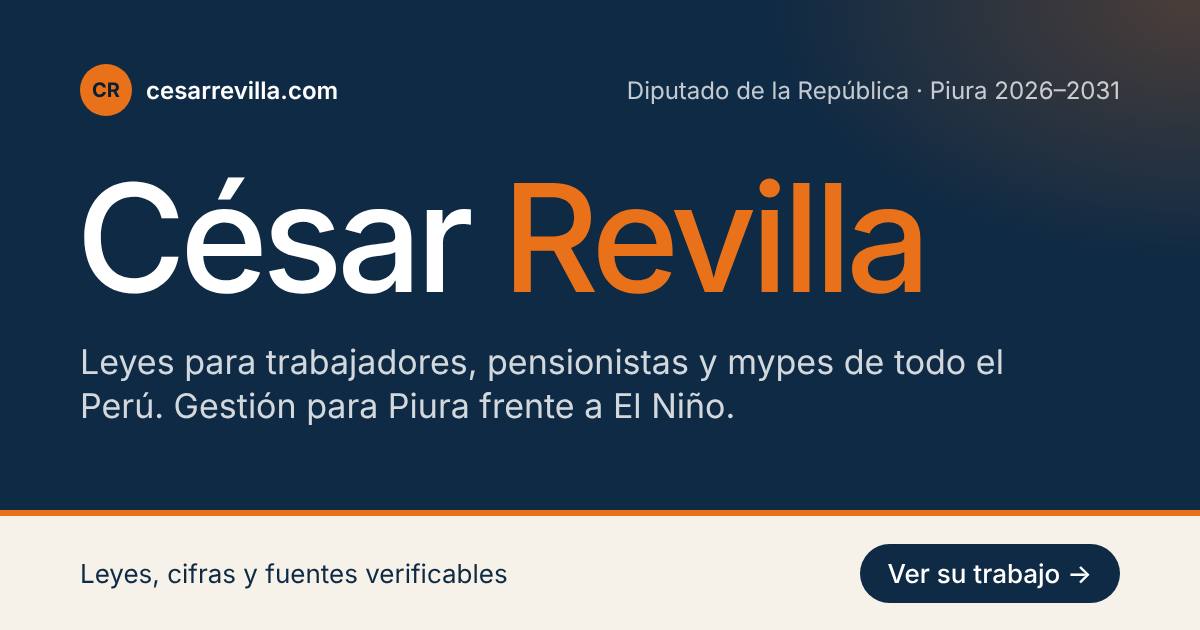 CR
cesarrevilla.com
Diputado de la República · Piura 2026–2031
César Revilla
Leyes para trabajadores, pensionistas y mypes de todo el
Perú. Gestión para Piura frente a El Niño.
Leyes, cifras y fuentes verificables
Ver su trabajo →